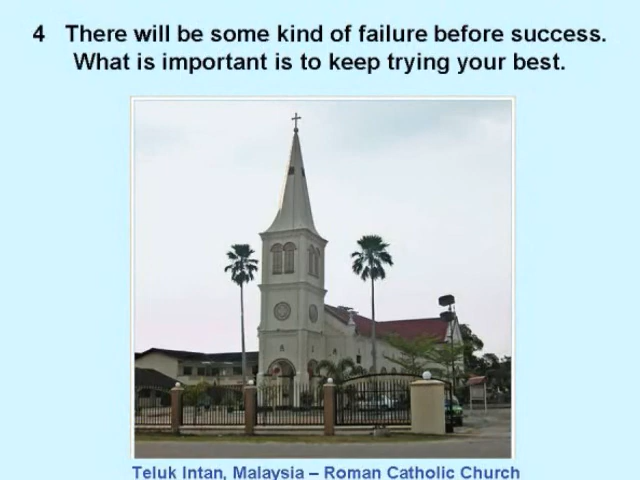 4 There will be some kind of failure before success.
What is important is to keep trying your best.
Teluk Intan, Malaysia – Roman Catholic Church